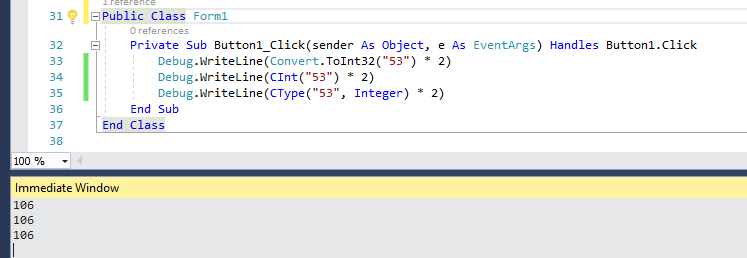 1 reference
31 Public Class Form1
0 references
32 Private Sub Button1_Click(sender As Object, e As EventArgs) Handles Button1.Click
33 Debug.WriteLine(Convert.ToInt32("53") * 2)
34 Debug.WriteLine(CInt("53") * 2)
35 Debug.WriteLine(CType("53", Integer) * 2)
36 End Sub
37 End Class
38
100 %
Immediate Window
106
106
106